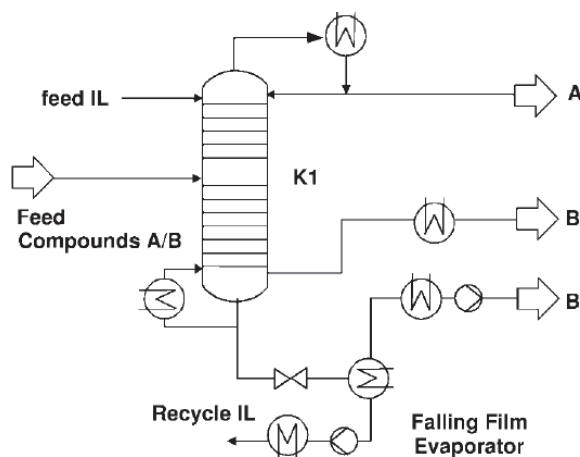 A
feed IL
K1
Feed
Compounds A/B
B
B
Recycle IL
Falling Film
Evaporator